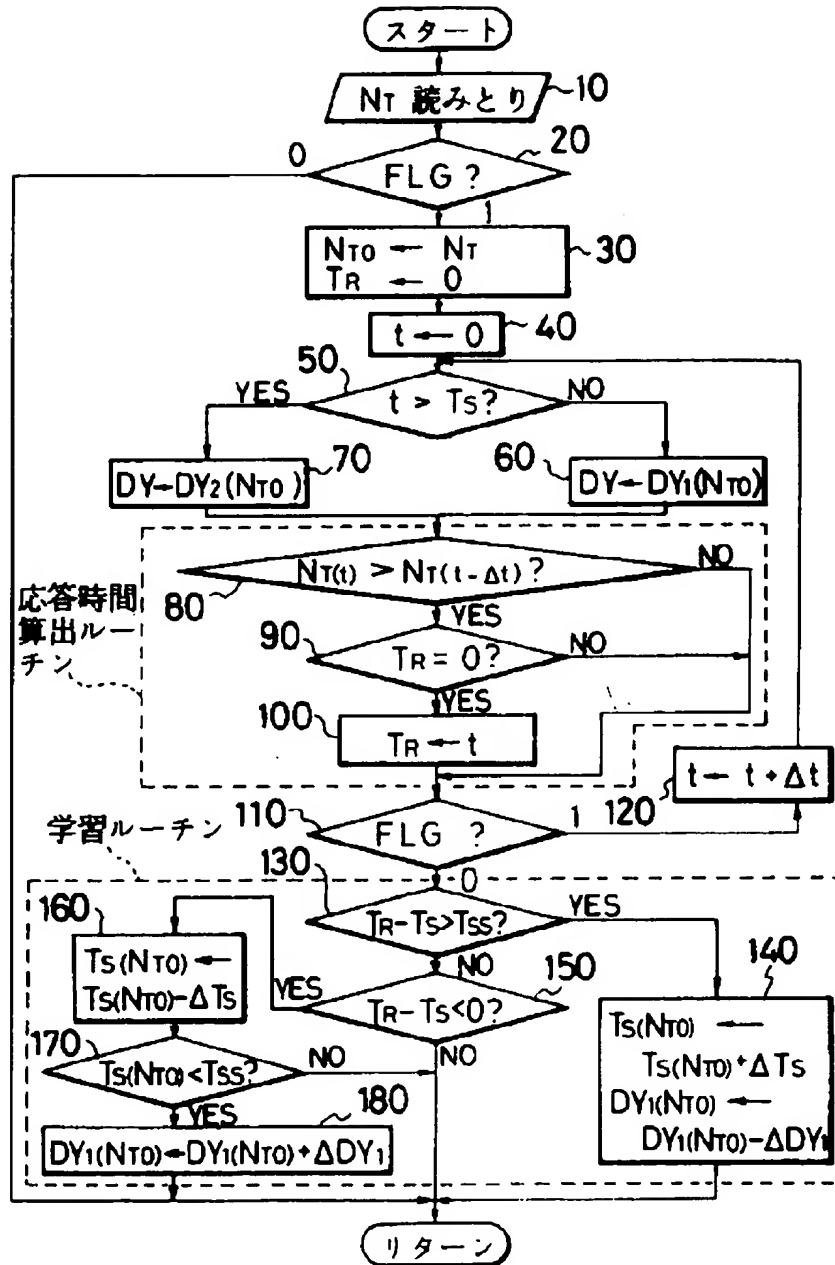 スタート
NT 読みとり
10
20
0
FLG ?
1
NT0 ← NT
TR ← 0
30
t ← 0
40
50
YES
t > TS?
NO
70
60
DY←DY2(NT0)
DY←DY1(NT0)
応答時間
算出ルー
チン
NT(t) > NT(t-Δt)?
NO
80
YES
90
TR = 0?
NO
YES
100
TR ← t
t ← t + Δt
120
110
FLG ?
1
学習ルーチン
0
130
TR-TS>TSS?
YES
160
NO
150
140
TS(NT0) ←
TS(NT0)-ΔTS
YES
TR-TS<0?
NO
TS(NT0) ←
TS(NT0)+ΔTS
DY1(NT0) ←
DY1(NT0)-ΔDY1
170
TS(NT0)<TSS?
NO
YES
180
DY1(NT0)←DY1(NT0)+ΔDY1
リターン